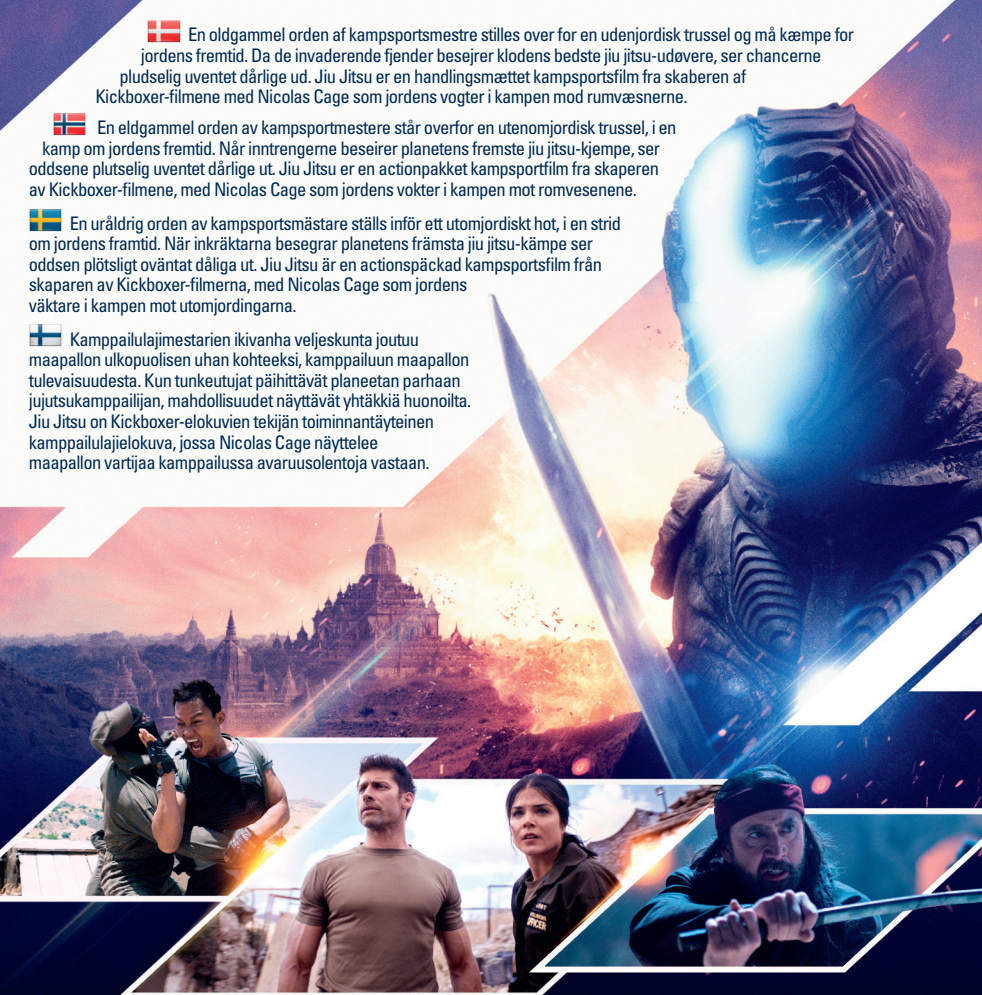 En oldgammel orden af kampsportsmestre stilles over for en udenjordisk trussel og må kæmpe for
jordens fremtid. Da de invaderende fjender besejrer klodens bedste jiu jitsu-udøvere, ser chancerne
pludselig uventet dårlige ud. Jiu Jitsu er en handlingsmættet kampsportsfilm fra skaberen af
Kickboxer-filmene med Nicolas Cage som jordens vogter i kampen mod rumvæsnerne.
En eldgammel orden av kampsportmestere står overfor en utenomjordisk trussel, i en
kamp om jordens fremtid. Når inntrengerne beseirer planetens fremste jiu jitsu-kjempe, ser
oddsene plutselig uventet dårlige ut. Jiu Jitsu er en actionpakket kampsportfilm fra skaperen
av Kickboxer-filmene, med Nicolas Cage som jordens vokter i kampen mot romvesenene.
En uråldrig orden av kampsportsmästare ställs inför ett utomjordiskt hot, i en strid
om jordens framtid. När inkräktarna besegrar planetens främsta jiu jitsu-kämpe ser
oddsen plötsligt oväntat dåliga ut. Jiu Jitsu är en actionspäckad kampsportsfilm från
skaparen av Kickboxer-filmerna, med Nicolas Cage som jordens
väktare i kampen mot utomjordingarna.
Kamppailulajimestarien ikivanha veljeskunta joutuu
maapallon ulkopuolisen uhan kohteeksi, kamppailuun maapallon
tulevaisuudesta. Kun tunkeutujat päihittävät planeetan parhaan
jujutsukamppailijan, mahdollisuudet näyttävät yhtäkkiä huonoilta.
Jiu Jitsu on Kickboxer-elokuvien tekijän toiminnantäyteinen
kamppailulajielokuva, jossa Nicolas Cage näyttelee
maapallon vartijaa kamppailussa avaruusolentoja vastaan.
OFFICER